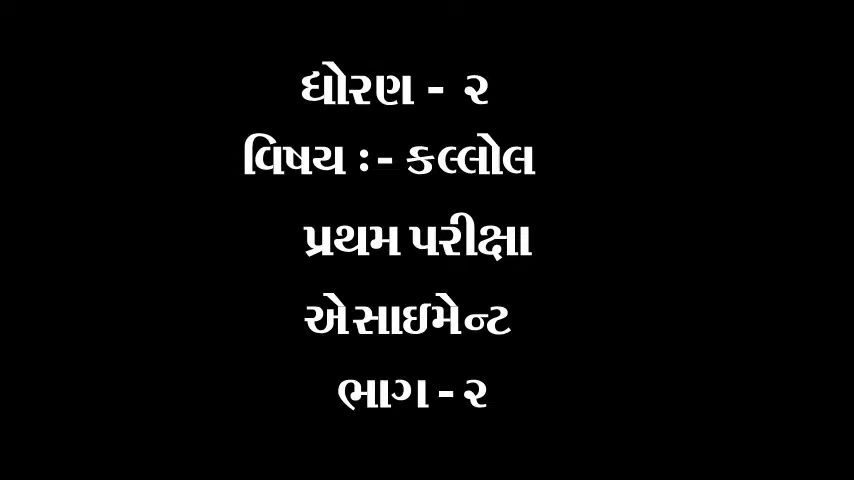 ધોરણ - ૨
વિષય ઃ- કલ્લોલ
પ્રથમ પરીક્ષા
એસાઇમેન્ટ
ભાગ - ૨